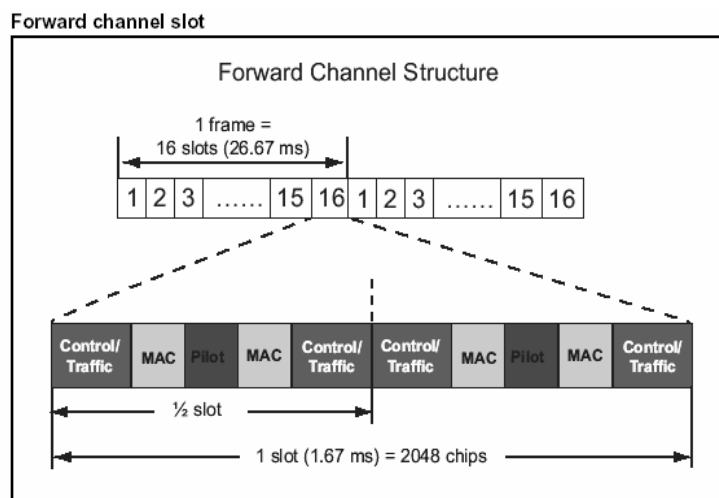 Forward channel slot
Forward Channel Structure
1 frame =
16 slots (26.67 ms)
1 2 3 ...... 15 16 1 2 3 ...... 15 16
Control/ MAC Pilot MAC Control/ Control/ MAC Pilot MAC Control/
Traffic Traffic Traffic Traffic
½ slot
1 slot (1.67 ms) = 2048 chips